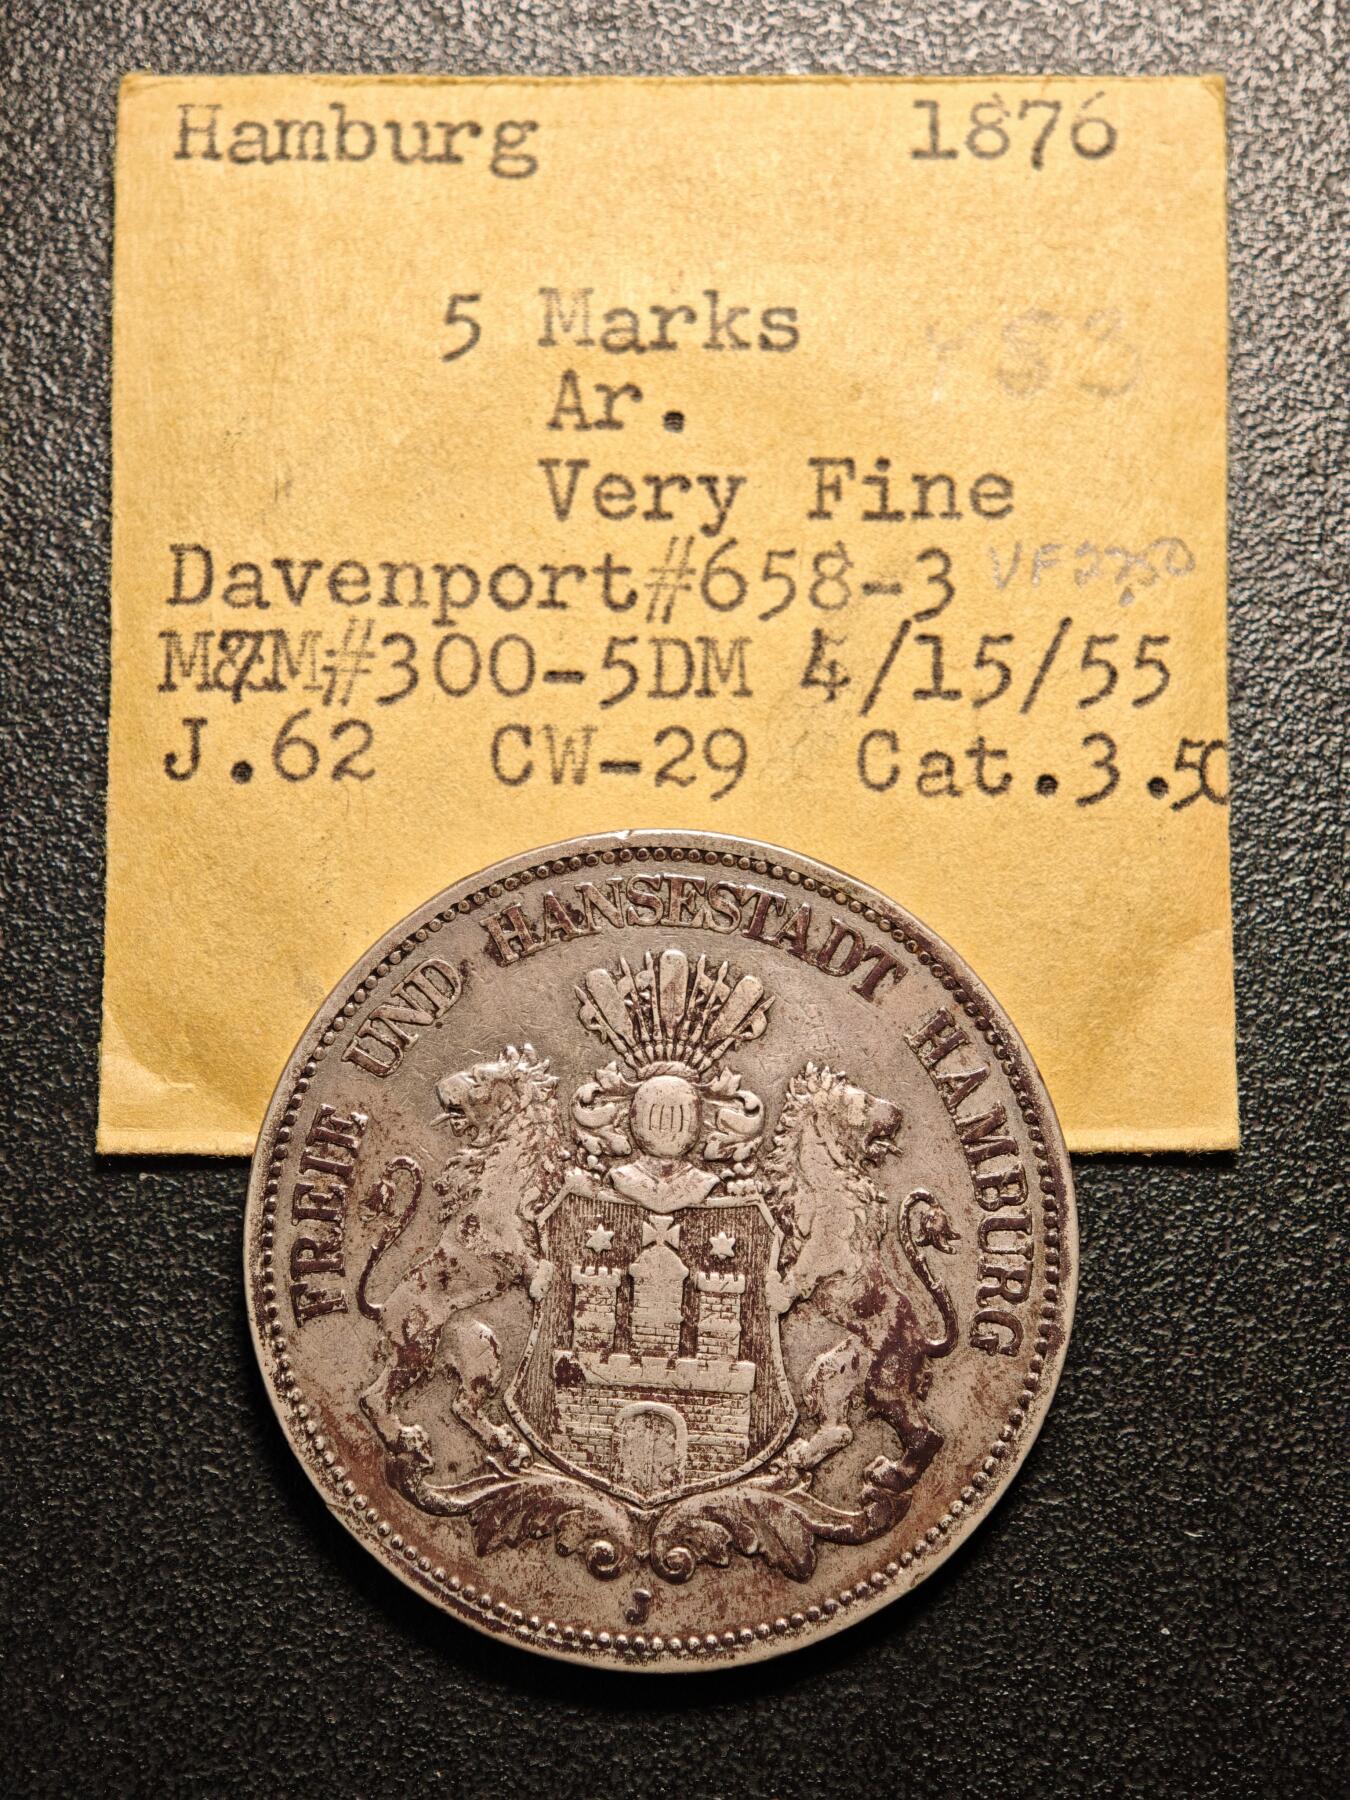 Hamburg 1876
5 Marks
Ar.
Very Fine
Davenport#658-3
M&M#300-5DM 4/15/55
J.62 CW-29 Cat.3.50
FREIE UND HANSESTADT HAMBURG
J